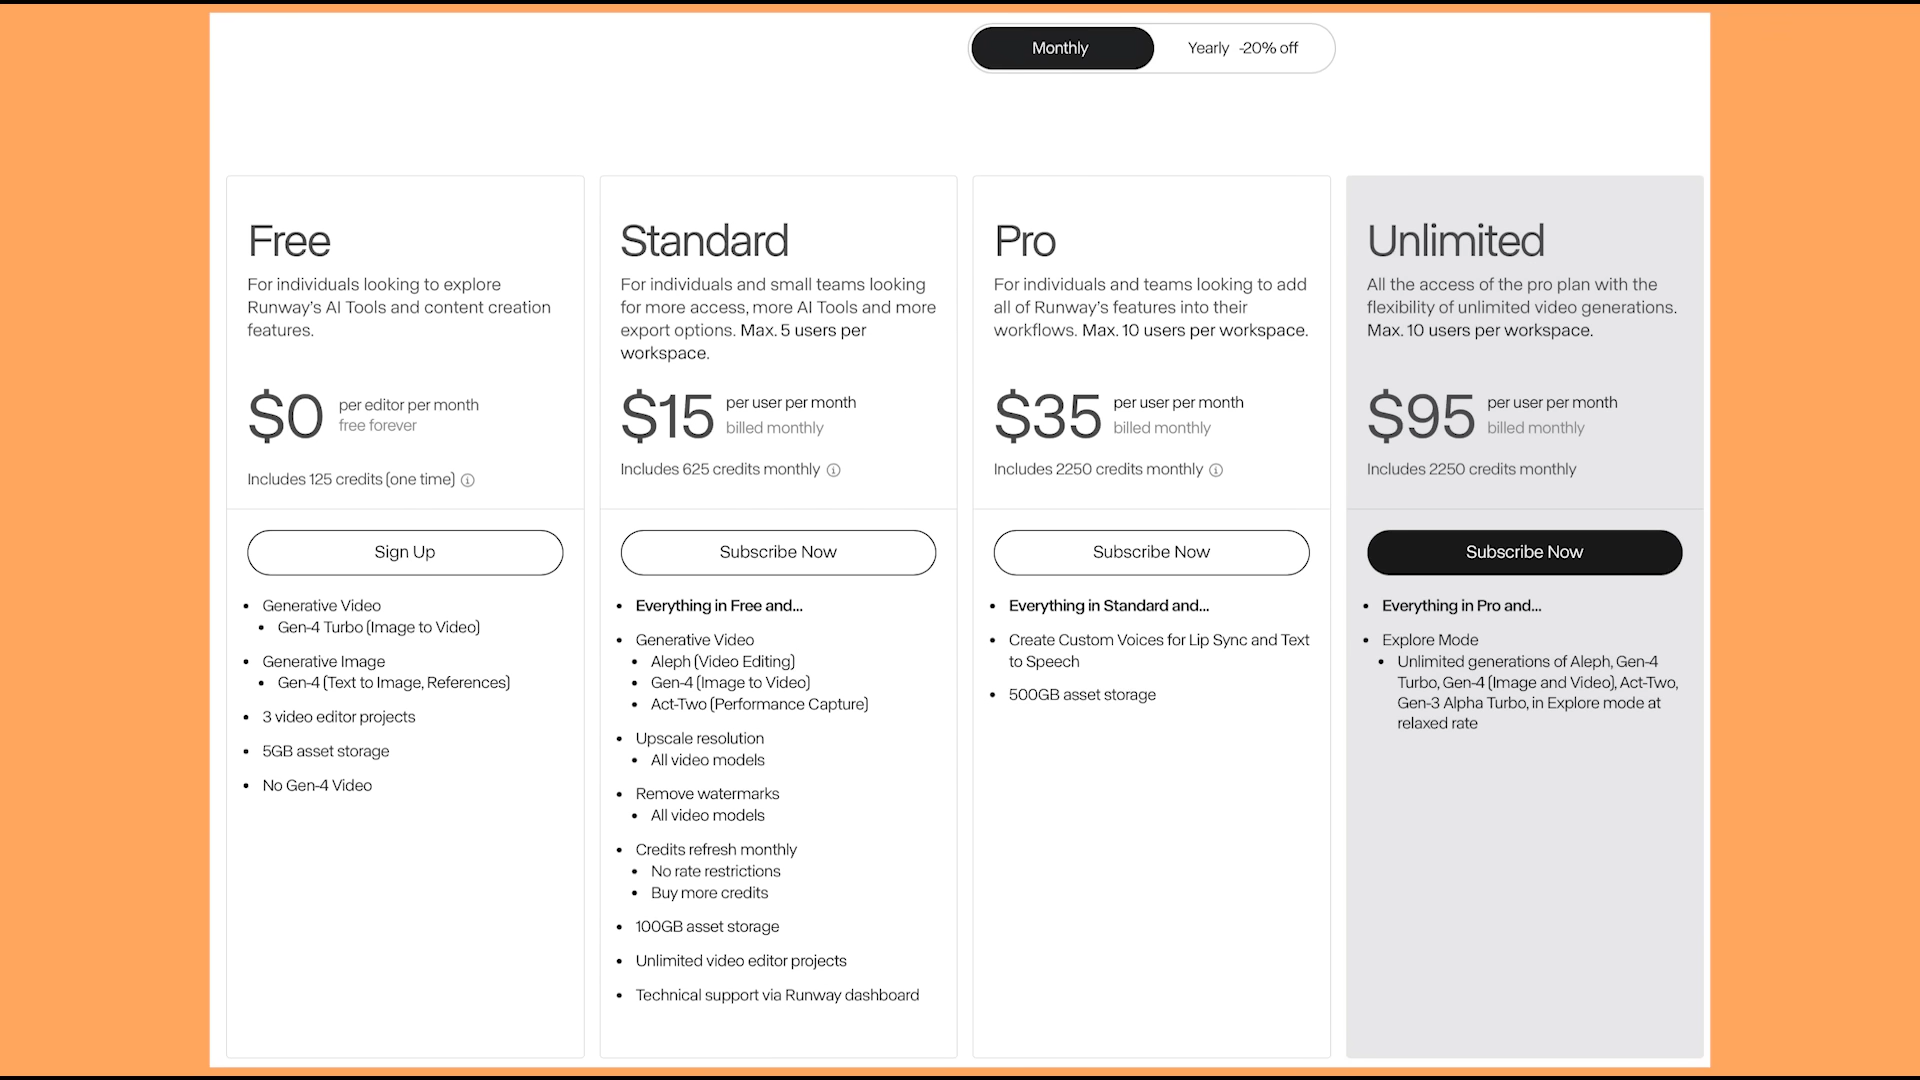 Monthly
Yearly -20% off
Free
For individuals looking to explore
Runway's AI Tools and content creation
features.
$0
per editor per month
free forever
Includes 125 credits (one time)
Sign Up
• Generative Video
• Gen-4 Turbo (Image to Video)
• Generative Image
• Gen-4 (Text to Image, References)
• 3 video editor projects
• 5GB asset storage
• No Gen-4 Video
Standard
For individuals and small teams looking
for more access, more AI Tools and more
export options. Max. 5 users per
workspace.
$15
per user per month
billed monthly
Includes 625 credits monthly
Subscribe Now
• Everything in Free and...
• Generative Video
• Aleph (Video Editing)
• Gen-4 (Image to Video)
• Act-Two (Performance Capture)
• Upscale resolution
• All video models
• Remove watermarks
• All video models
• Credits refresh monthly
• No rate restrictions
• Buy more credits
• 100GB asset storage
• Unlimited video editor projects
• Technical support via Runway dashboard
Pro
For individuals and teams looking to add
all of Runway's features into their
workflows. Max. 10 users per workspace.
$35
per user per month
billed monthly
Includes 2250 credits monthly
Subscribe Now
• Everything in Standard and...
• Create Custom Voices for Lip Sync and Text
to Speech
• 500GB asset storage
Unlimited
All the access of the pro plan with the
flexibility of unlimited video generations.
Max. 10 users per workspace.
$95
per user per month
billed monthly
Includes 2250 credits monthly
Subscribe Now
• Everything in Pro and...
• Explore Mode
• Unlimited generations of Aleph, Gen-4
Turbo, Gen-4 (Image and Video), Act-Two,
Gen-3 Alpha Turbo, in Explore mode at
relaxed rate